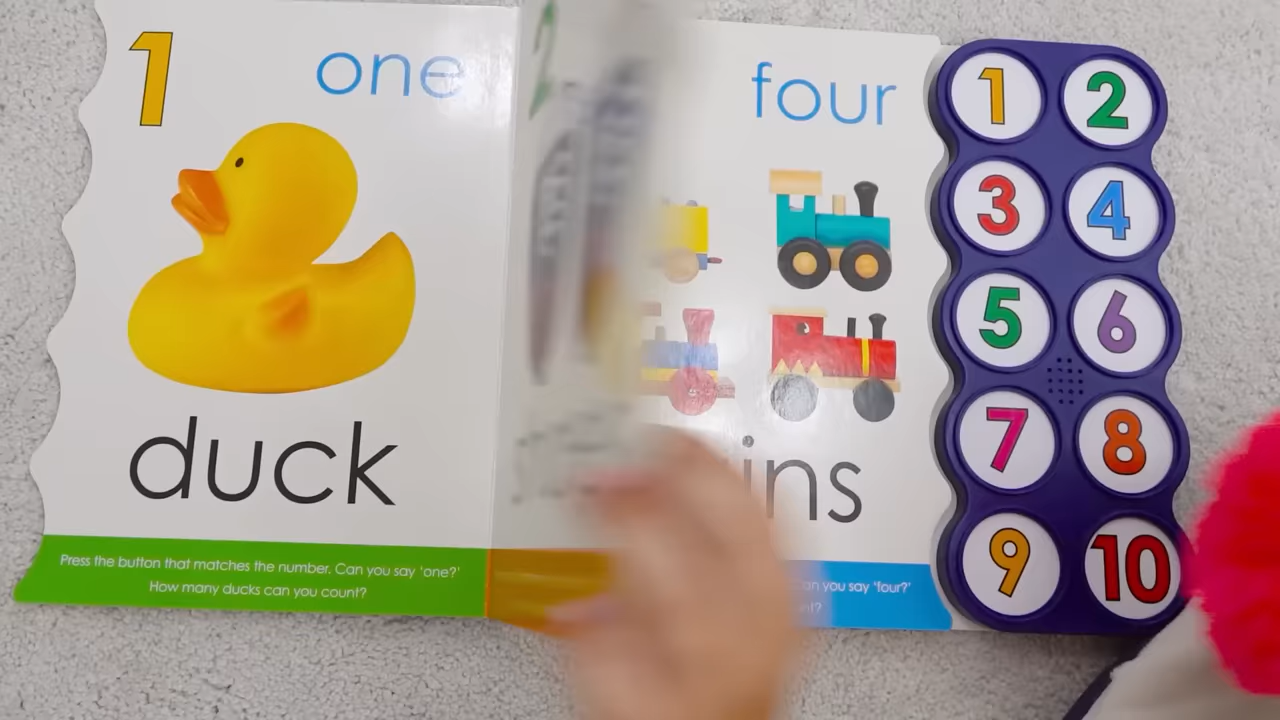 1 one
duck
Press the button that matches the number. Can you say 'one?'
How many ducks can you count?
four
ins
you say 'four?'
1 2
3 4
5 6
7 8
9 10